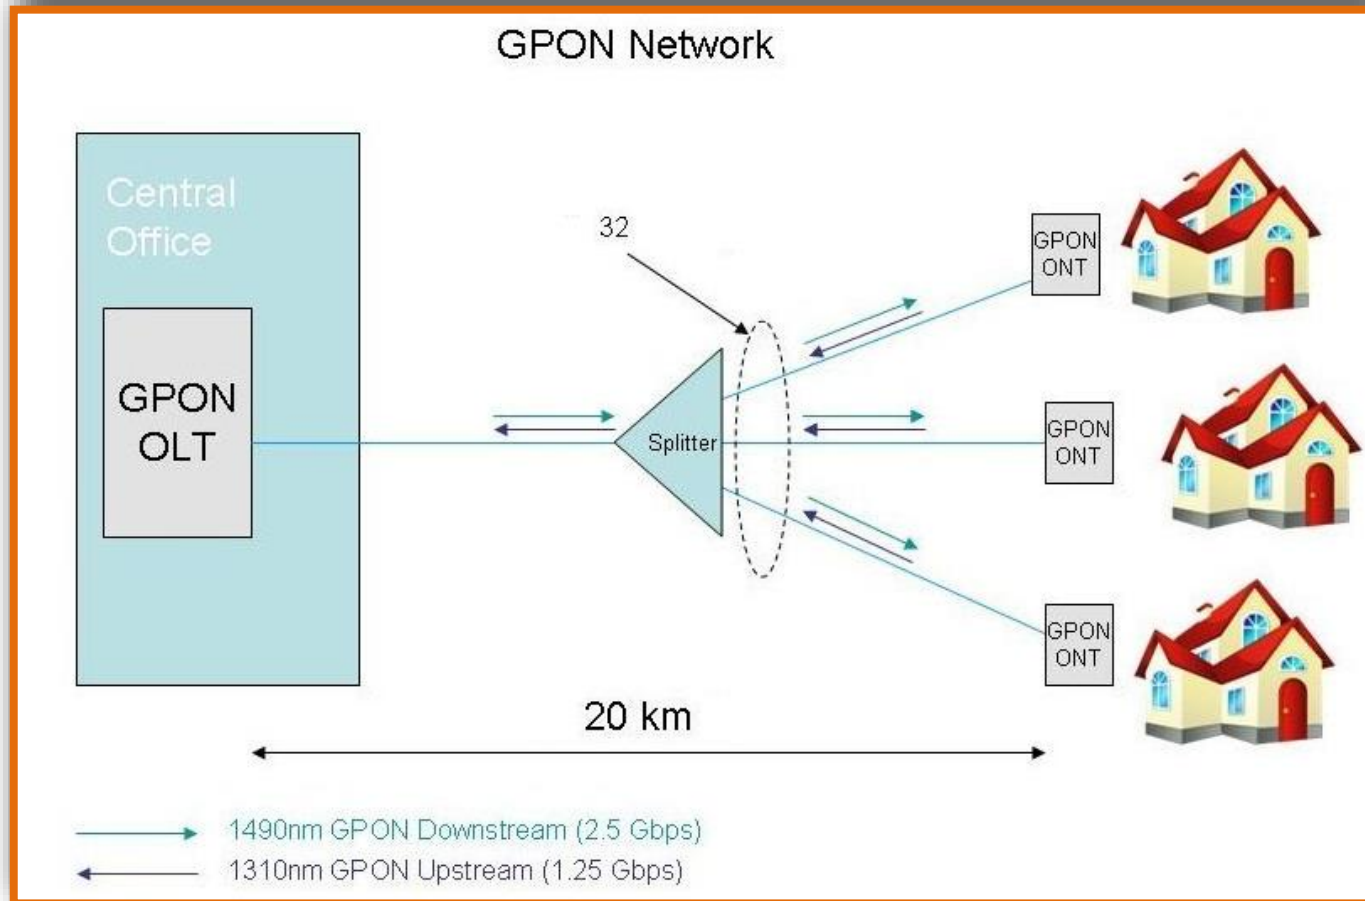 GPON Network
Central
Office
GPON
OLT
32
Splitter
GPON
ONT
GPON
ONT
GPON
ONT
20 km
1490nm GPON Downstream (2.5 Gbps)
1310nm GPON Upstream (1.25 Gbps)